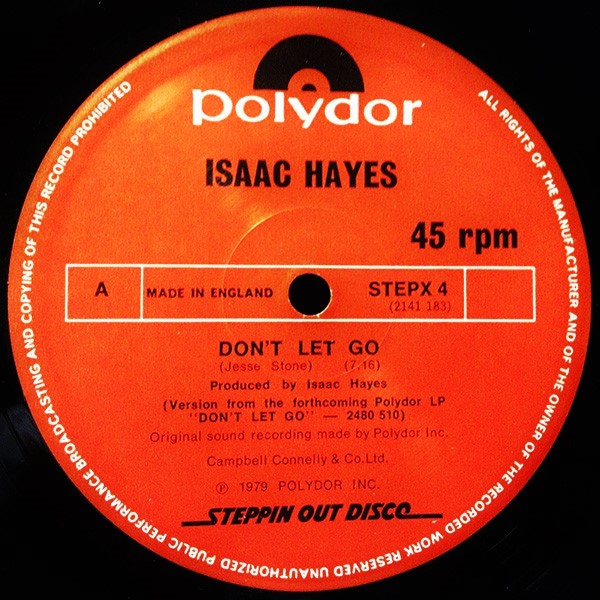 polydor
ISAAC HAYES
45 rpm
A
MADE IN ENGLAND
STEPX 4
(2141 183)
DON'T LET GO
(Jesse Stone) (7.16)
Produced by Isaac Hayes
(Version from the forthcoming Polydor LP
"DON'T LET GO" — 2480 510)
Original sound recording made by Polydor Inc.
Campbell Connelly & Co.Ltd.
℗ 1979 POLYDOR INC.
STEPPIN OUT DISCO
ALL RIGHTS OF THE MANUFACTURER AND OF THE OWNER OF THE RECORDED WORK RESERVED UNAUTHORIZED PUBLIC PERFORMANCE BROADCASTING AND COPYING OF THIS RECORD PROHIBITED